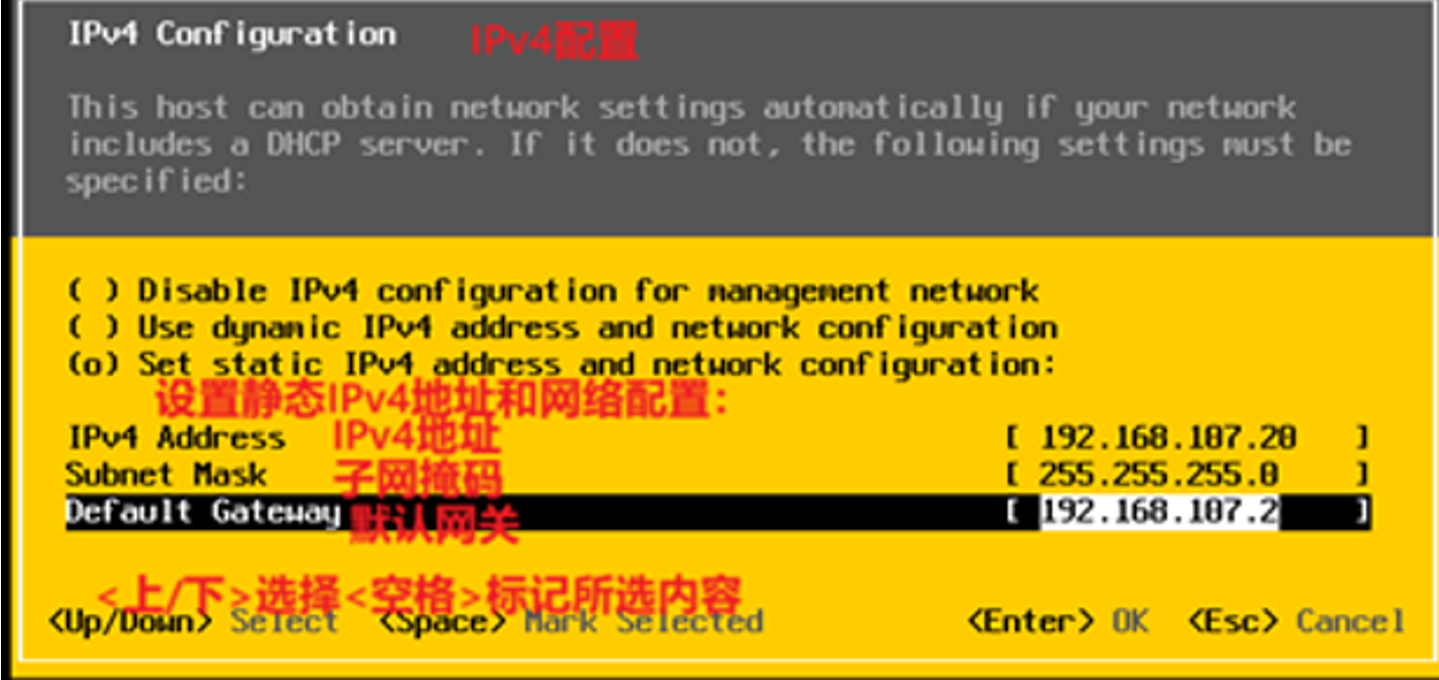 IPv4 Configuration IPv4配置
This host can obtain network settings automatically if your network
includes a DHCP server. If it does not, the following settings must be
specified:
( ) Disable IPv4 configuration for management network
( ) Use dynamic IPv4 address and network configuration
(o) Set static IPv4 address and network configuration:
设置静态IPv4地址和网络配置:
IPv4 Address IPv4地址 [ 192.168.107.20 ]
Subnet Mask 子网掩码 [ 255.255.255.0 ]
Default Gateway 默认网关 [ 192.168.107.2 ]
<上/下>选择<空格>标记所选内容
<Up/Down> Select <Space> Mark Selected <Enter> OK <Esc> Cancel